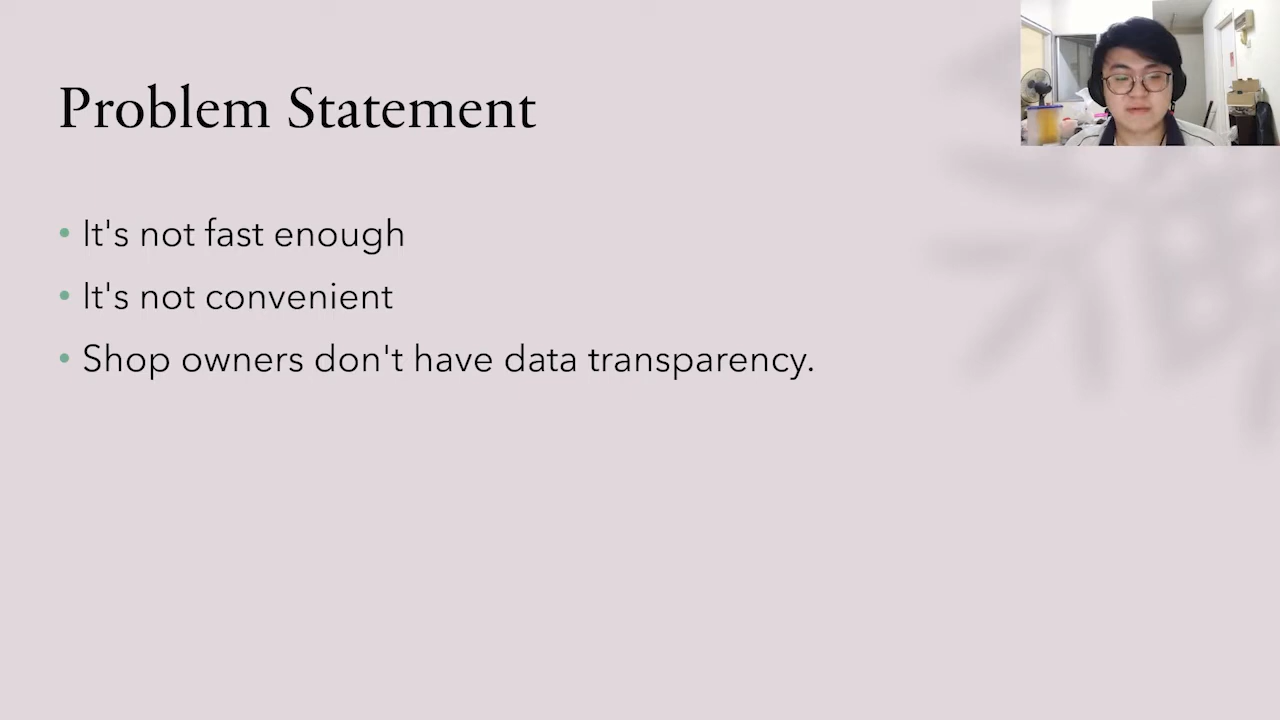 Problem Statement
• It's not fast enough
• It's not convenient
• Shop owners don't have data transparency.